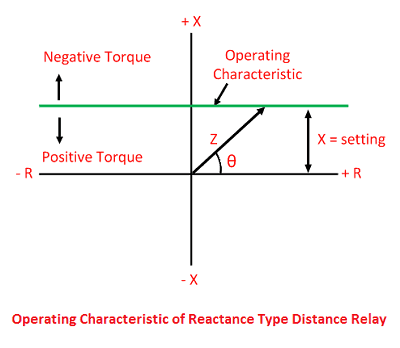 + X
Negative Torque
Operating
Characteristic
Z
X = setting
Positive Torque
θ
- R
+ R
- X
Operating Characteristic of Reactance Type Distance Relay